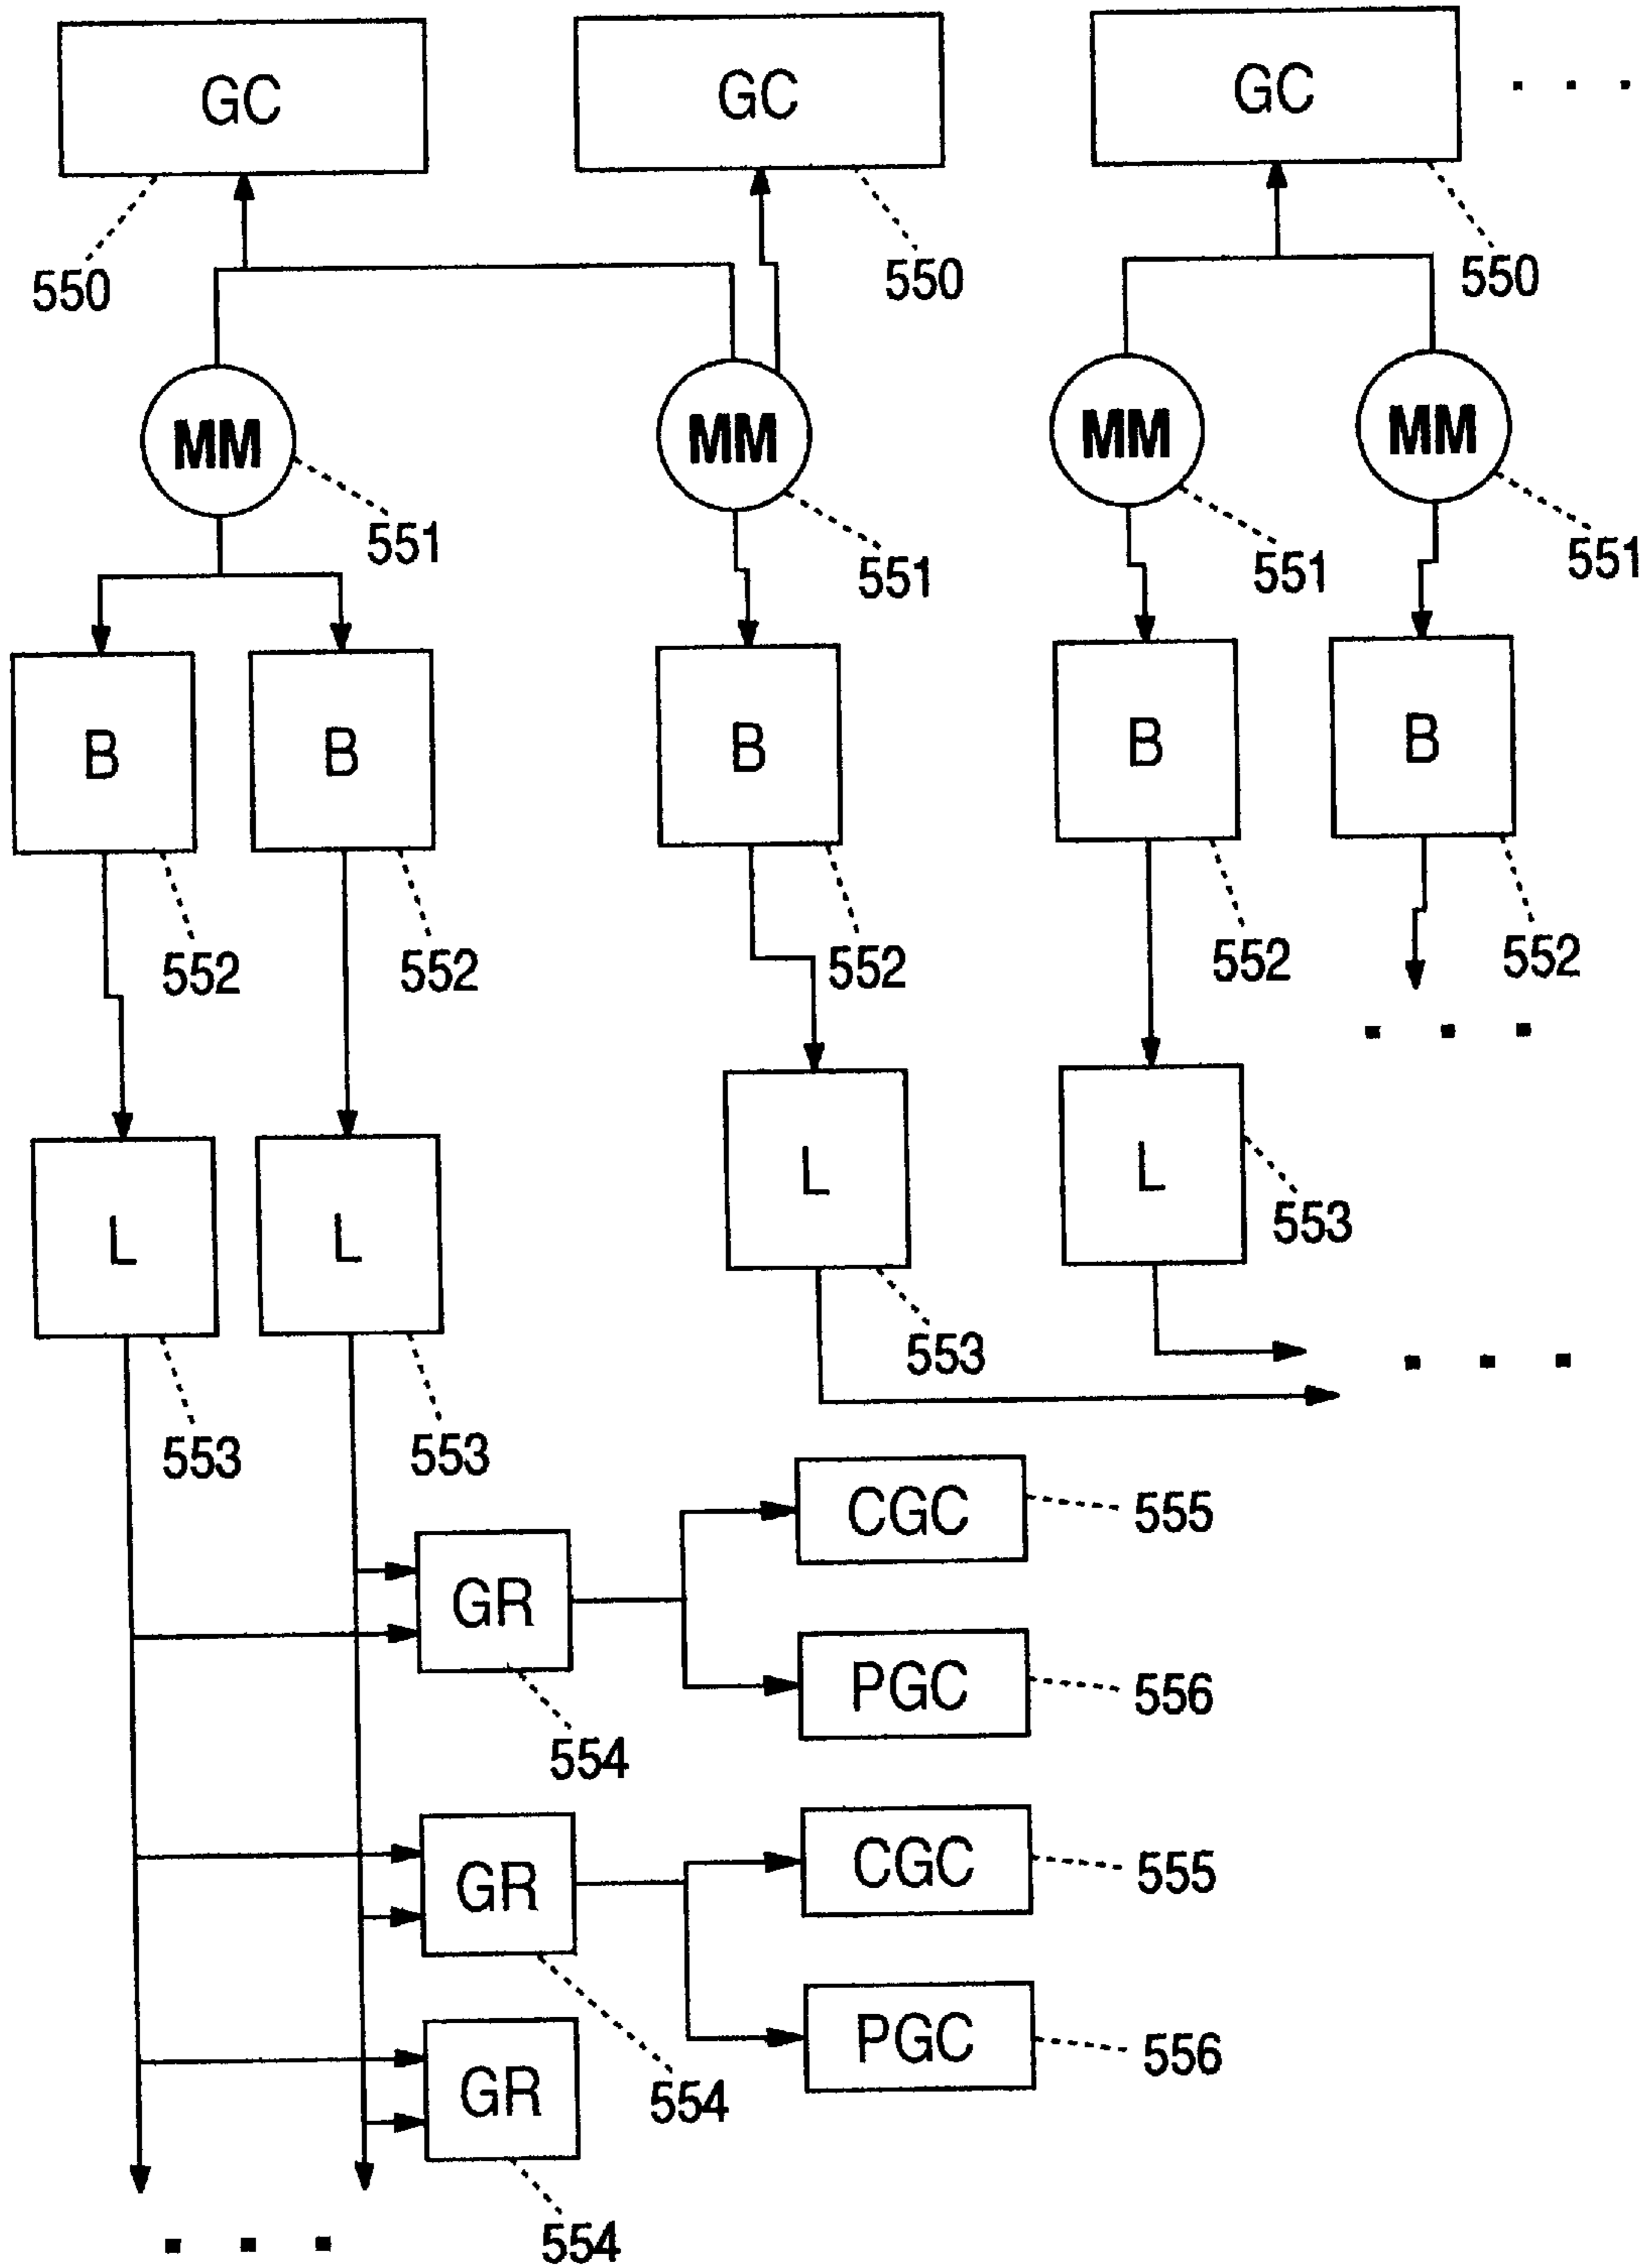 GC GC GC . . .
550 550 550
MM MM MM MM
551 551 551 551
B B B B B
552 552 552 552 552
. . .
L L L L
553
553 . . .
553 553
CGC 555
GR
PGC 556
554
CGC 555
GR
PGC 556
GR 554
. . . 554